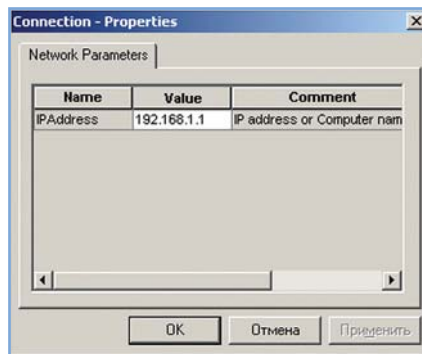 Connection - Properties
Network Parameters
Name Value Comment
IPAddress 192.168.1.1 IP address or Computer nam
OK Отмена Применить